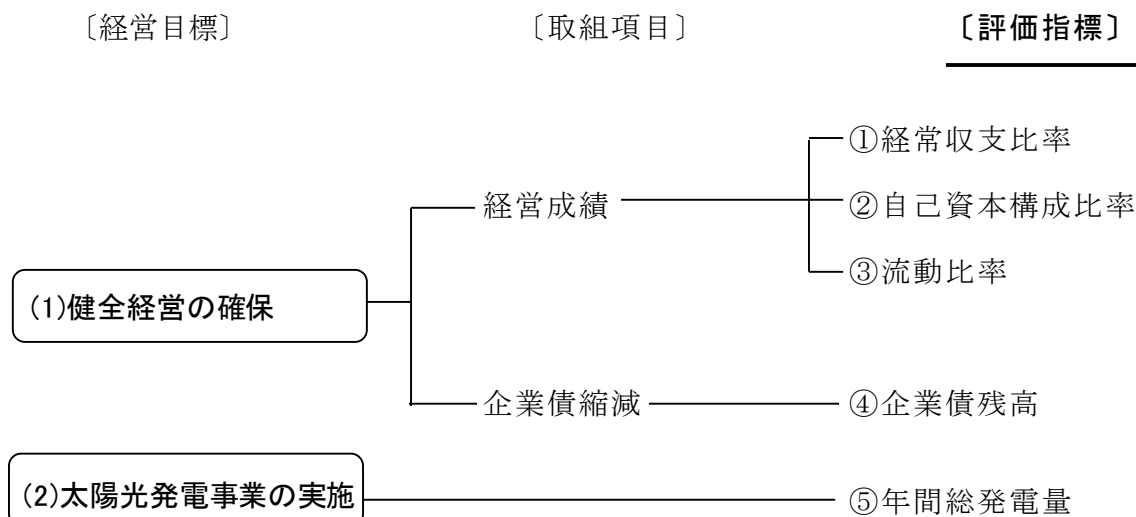 〔経営目標〕 〔取組項目〕 〔評価指標〕
①経常収支比率
経営成績 ②自己資本構成比率
③流動比率
(1)健全経営の確保
企業債縮減 ④企業債残高
(2)太陽光発電事業の実施 ⑤年間総発電量